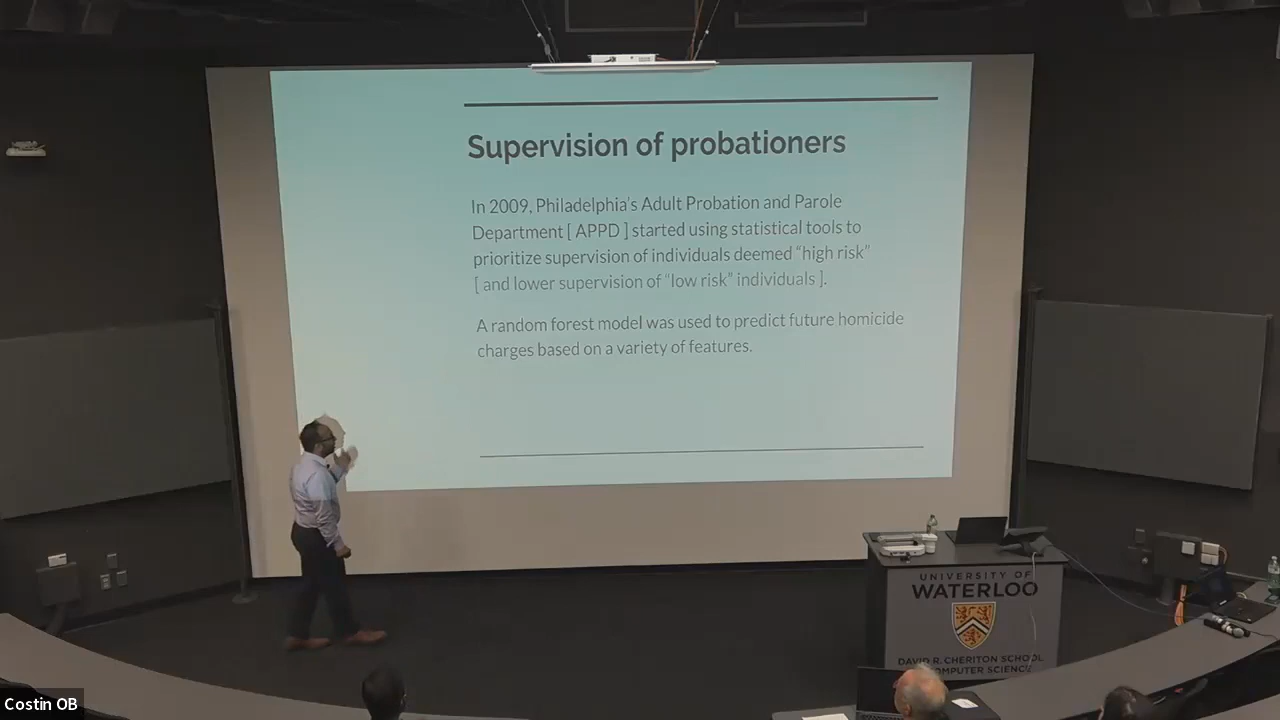 Supervision of probationers
In 2009, Philadelphia's Adult Probation and Parole
Department [ APPD ] started using statistical tools to
prioritize supervision of individuals deemed “high risk”
[ and lower supervision of “low risk” individuals ].
A random forest model was used to predict future homicide
charges based on a variety of features.
UNIVERSITY OF
WATERLOO
DAVID R. CHERITON SCHOOL
COMPUTER SCIENCE
Costin OB